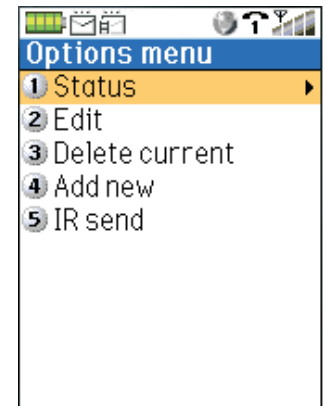 Options menu
1 Status
2 Edit
3 Delete current
4 Add new
5 IR send